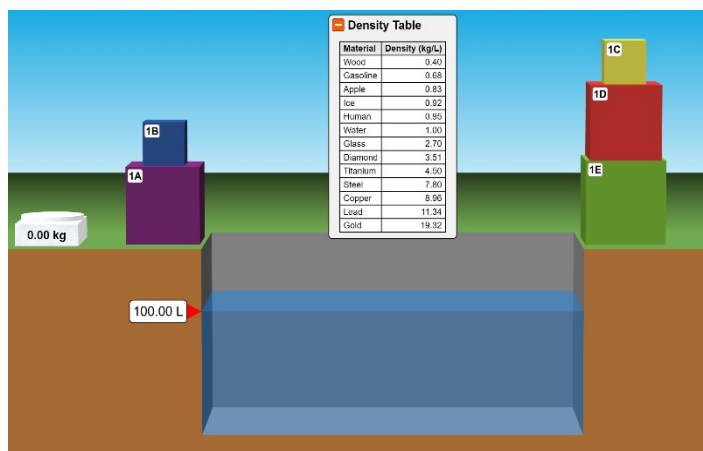 Density Table
Material Density (kg/L)
Wood 0.40
Gasoline 0.68
Apple 0.83
Ice 0.92
Human 0.95
Water 1.00
Glass 2.70
Diamond 3.51
Titanium 4.50
Steel 7.80
Copper 8.96
Lead 11.34
Gold 19.32
1C
1D
1B
1E
1A
0.00 kg
100.00 L